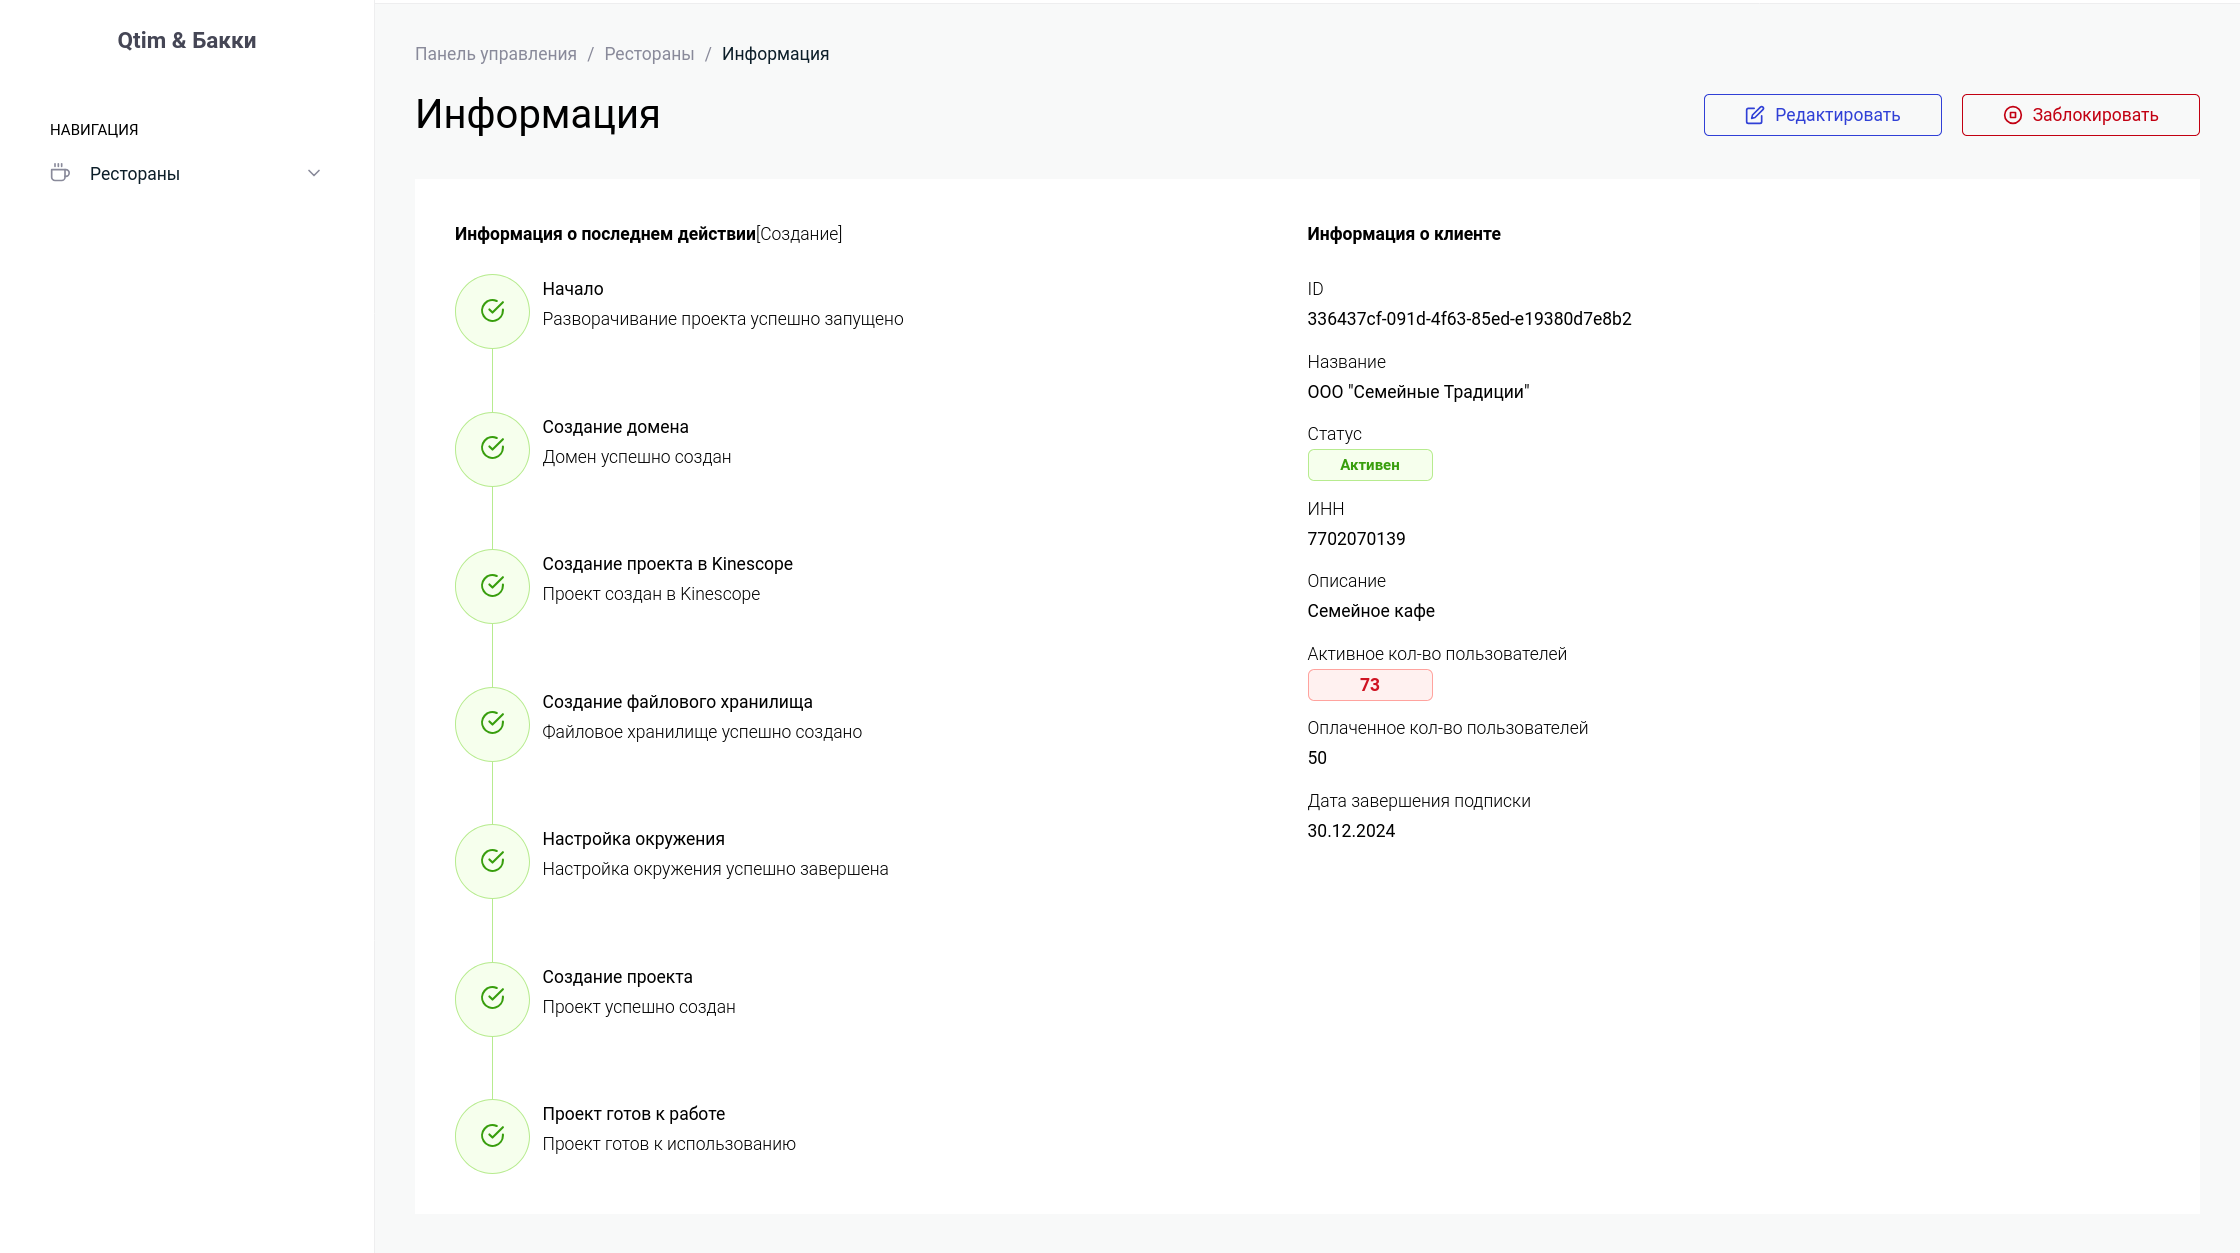 Qtim & Бакки
НАВИГАЦИЯ
Рестораны
Панель управления / Рестораны / Информация
Информация
Редактировать
Заблокировать
Информация о последнем действии[Создание]
Начало
Разворачивание проекта успешно запущено
Создание домена
Домен успешно создан
Создание проекта в Kinescope
Проект создан в Kinescope
Создание файлового хранилища
Файловое хранилище успешно создано
Настройка окружения
Настройка окружения успешно завершена
Создание проекта
Проект успешно создан
Проект готов к работе
Проект готов к использованию
Информация о клиенте
ID
336437cf-091d-4f63-85ed-e19380d7e8b2
Название
ООО "Семейные Традиции"
Статус
Активен
ИНН
7702070139
Описание
Семейное кафе
Активное кол-во пользователей
73
Оплаченное кол-во пользователей
50
Дата завершения подписки
30.12.2024